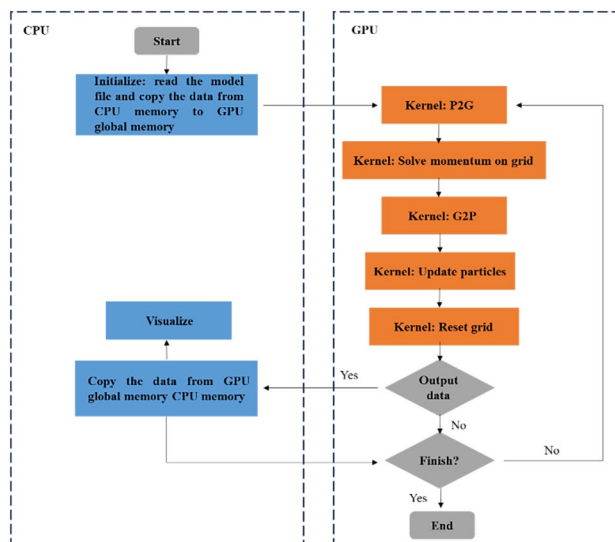 CPU
Start
Initialize: read the model
file and copy the data from
CPU memory to GPU
global memory
Visualize
Copy the data from GPU
global memory CPU memory
GPU
Kernel: P2G
Kernel: Solve momentum on grid
Kernel: G2P
Kernel: Update particles
Kernel: Reset grid
Output
data
Yes
No
Finish?
No
Yes
End